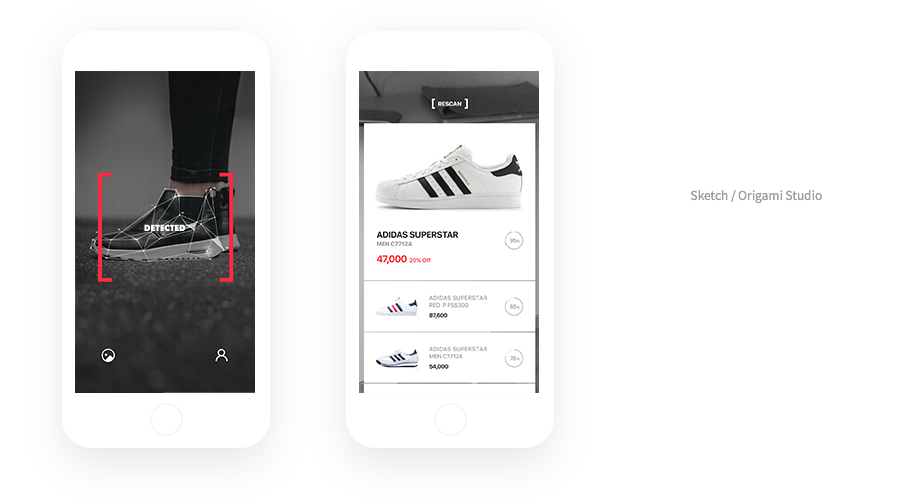 DETECTED
[ RESCAN ]
ADIDAS SUPERSTAR
MEN C77124
95%
47,000 20% Off
ADIDAS SUPERSTAR
RED P FSS300
87,600
85%
ADIDAS SUPERSTAR
MEN C77124
54,000
78%
Sketch / Origami Studio